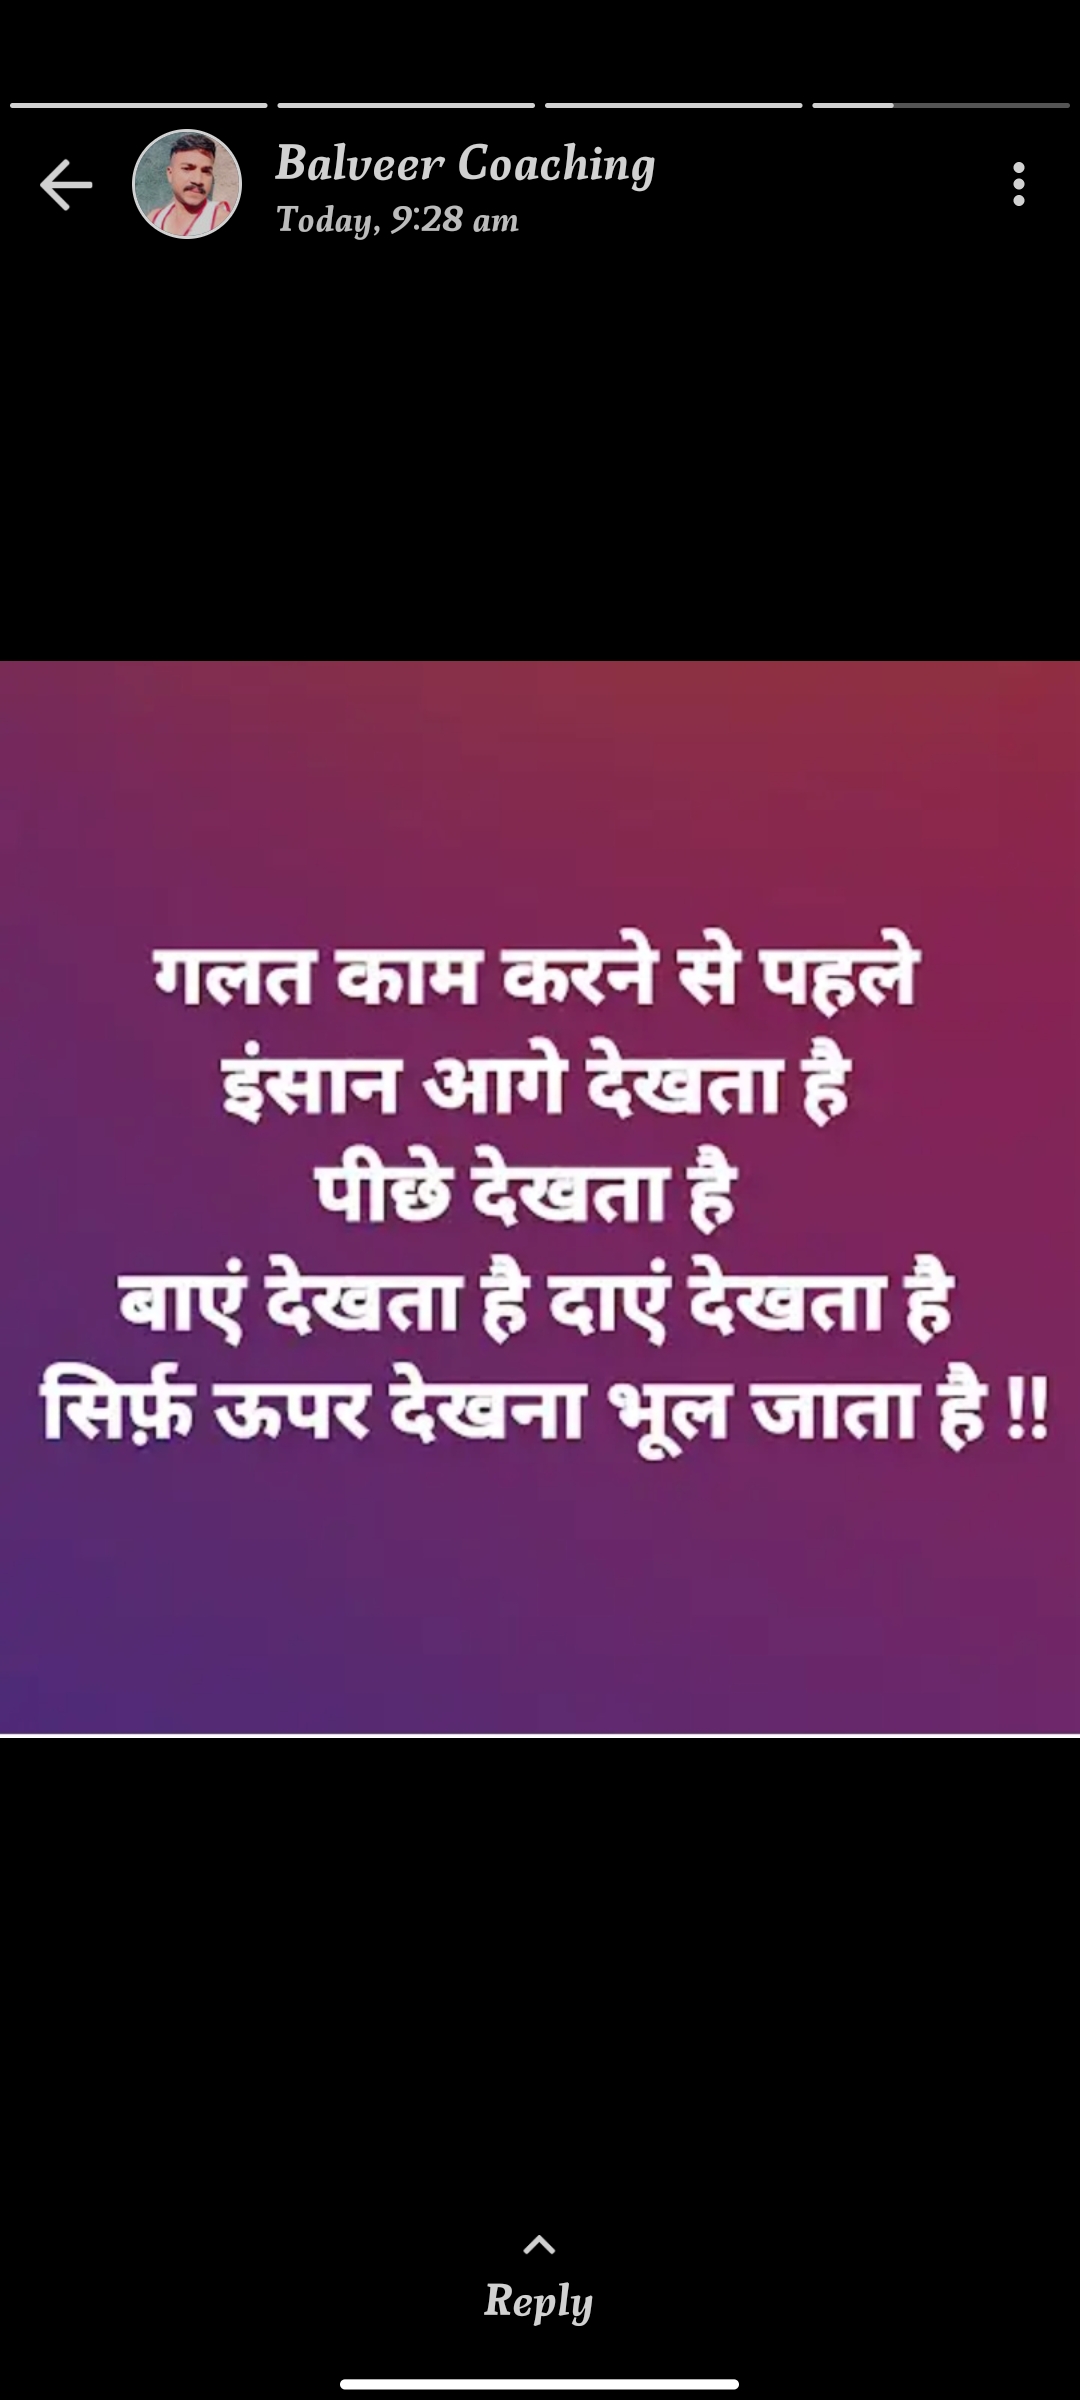 Balveer Coaching
Today, 9:28 am
गलत काम करने से पहले
इंसान आगे देखता है
पीछे देखता है
बाएं देखता है दाएं देखता है
सिर्फ़ ऊपर देखना भूल जाता है !!
Reply